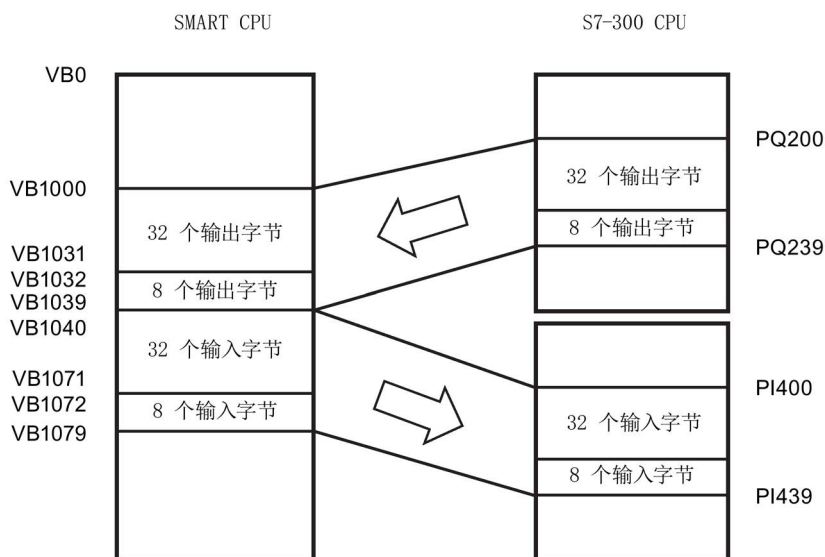 SMART CPU
S7-300 CPU
VB0
PQ200
VB1000
32 个输出字节
32 个输出字节
8 个输出字节
VB1031
PQ239
VB1032
8 个输出字节
VB1039
VB1040
32 个输入字节
VB1071
PI400
VB1072
8 个输入字节
32 个输入字节
VB1079
8 个输入字节
PI439